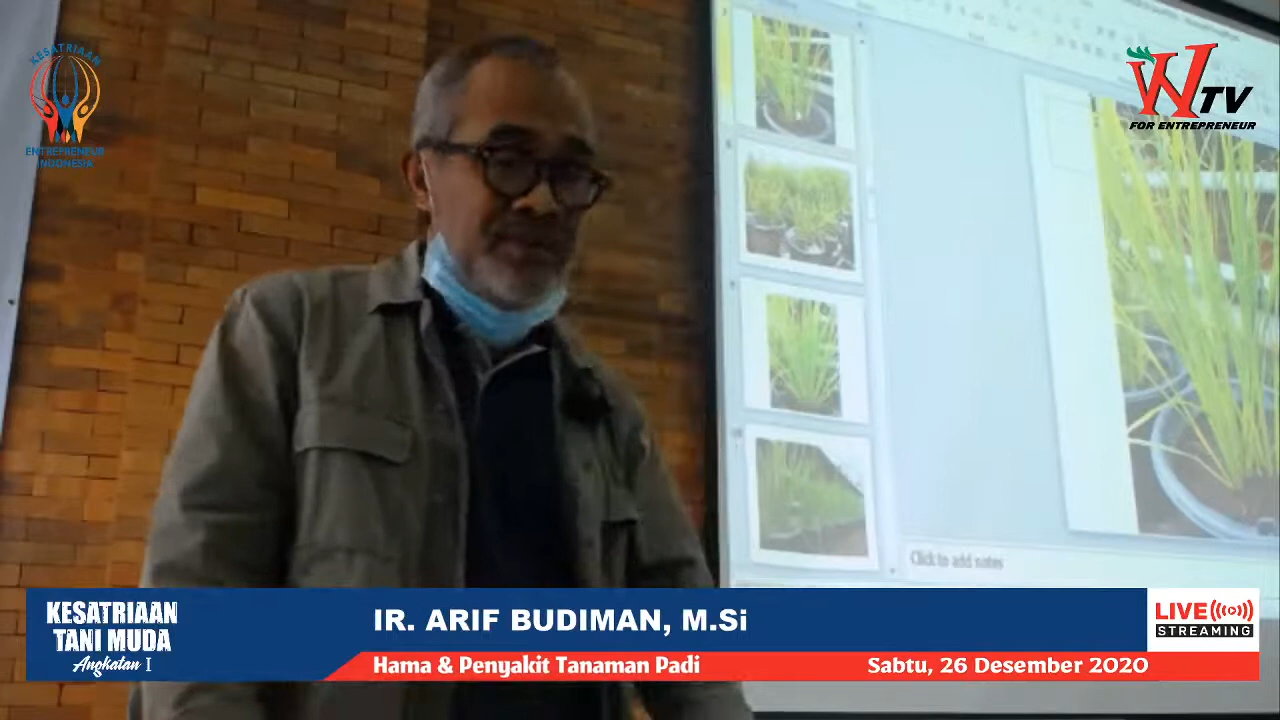 KESATRIAAN
ENTREPRENEUR
INDONESIA
WTV
FOR ENTREPRENEUR
Click to add notes
KESATRIAAN
TANI MUDA
Angkatan I
IR. ARIF BUDIMAN, M.Si
Hama & Penyakit Tanaman Padi
Sabtu, 26 Desember 2020
LIVE
STREAMING